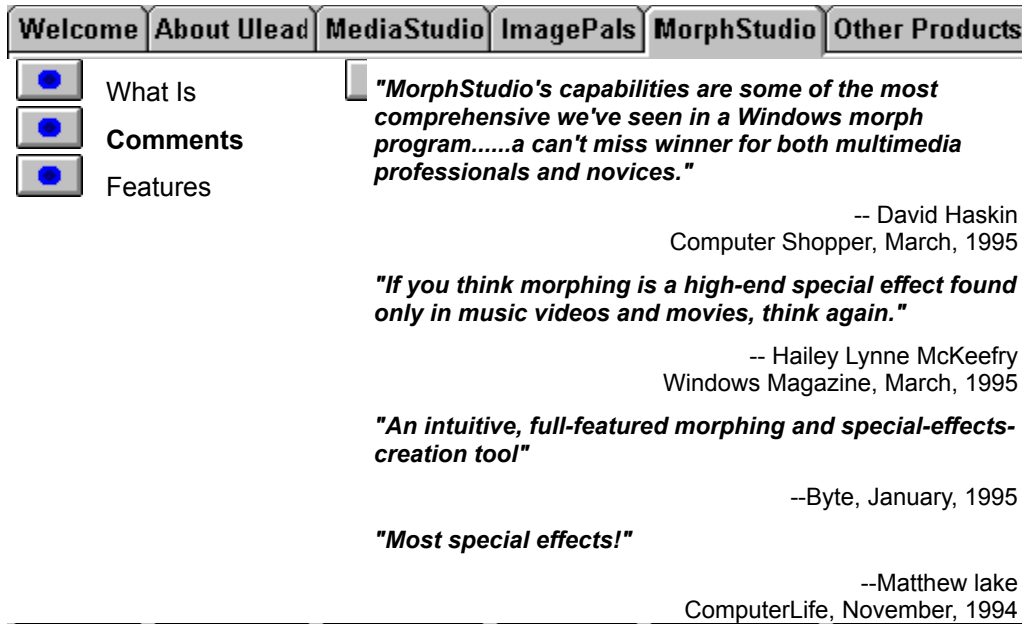 Welcome About Ulead MediaStudio ImagePals MorphStudio Other Products
What Is
Comments
Features
"MorphStudio's capabilities are some of the most
comprehensive we've seen in a Windows morph
program......a can't miss winner for both multimedia
professionals and novices."
-- David Haskin
Computer Shopper, March, 1995
"If you think morphing is a high-end special effect found
only in music videos and movies, think again."
-- Hailey Lynne McKeefry
Windows Magazine, March, 1995
"An intuitive, full-featured morphing and special-effects-
creation tool"
--Byte, January, 1995
"Most special effects!"
--Matthew lake
ComputerLife, November, 1994